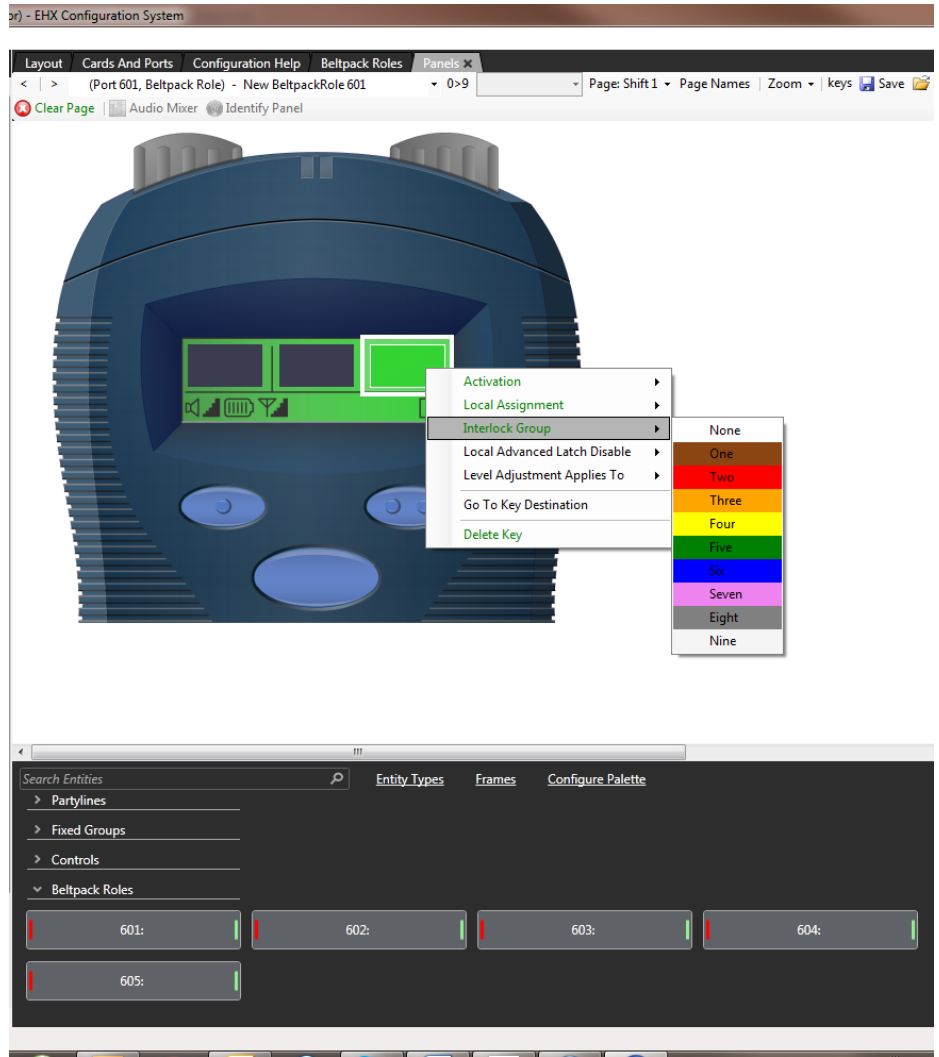 or) - EHX Configuration System
Layout Cards And Ports Configuration Help Beltpack Roles Panels ×
< | > (Port 601, Beltpack Role) - New BeltpackRole 601 0>9 Page: Shift 1 Page Names | Zoom | keys Save
Clear Page | Audio Mixer Identify Panel
Activation
Local Assignment
Interlock Group
Local Advanced Latch Disable
Level Adjustment Applies To
Go To Key Destination
Delete Key
None
One
Two
Three
Four
Five
Six
Seven
Eight
Nine
Search Entities Entity Types Frames Configure Palette
Partylines
Fixed Groups
Controls
Beltpack Roles
601: 602: 603: 604:
605: